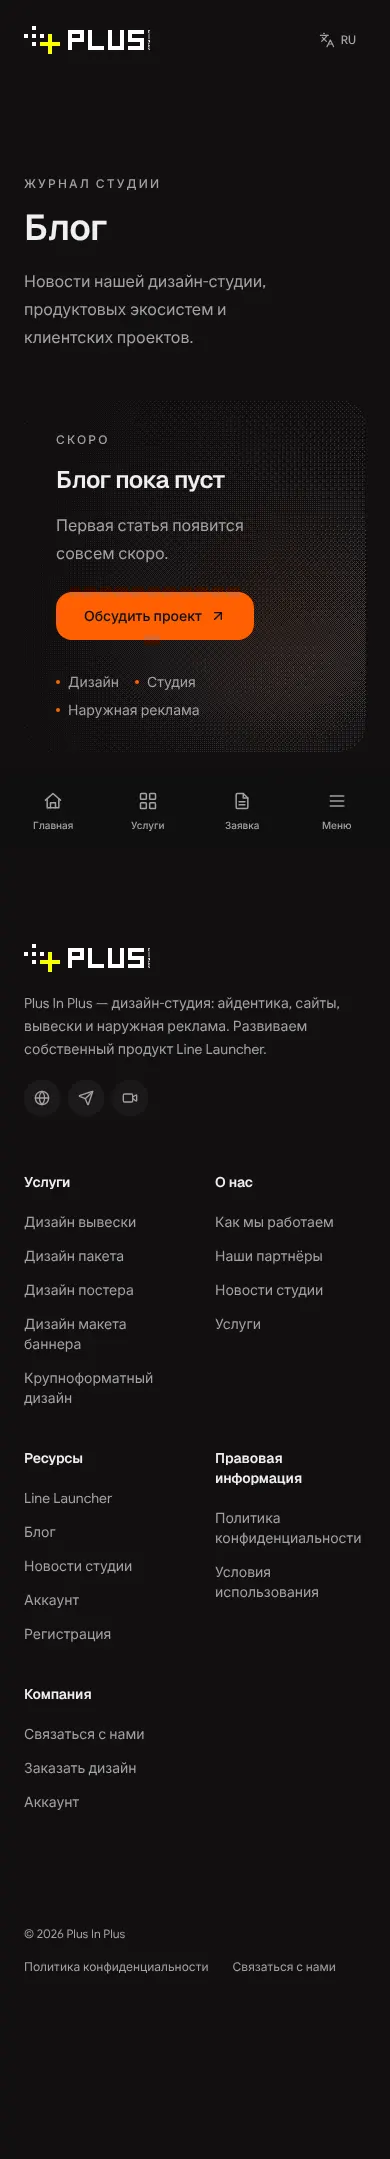 PLUS
RU
ЖУРНАЛ СТУДИИ
Блог
Новости нашей дизайн-студии,
продуктовых экосистем и
клиентских проектов.
СКОРО
Блог пока пуст
Первая статья появится
совсем скоро.
Обсудить проект
Дизайн
Студия
Наружная реклама
Главная
Услуги
Заявка
Меню
PLUS
Plus In Plus — дизайн-студия: айдентика, сайты,
вывески и наружная реклама. Развиваем
собственный продукт Line Launcher.
Услуги
Дизайн вывески
Дизайн пакета
Дизайн постера
Дизайн макета
баннера
Крупноформатный
дизайн
О нас
Как мы работаем
Наши партнёры
Новости студии
Услуги
Ресурсы
Line Launcher
Блог
Новости студии
Аккаунт
Регистрация
Правовая
информация
Политика
конфиденциальности
Условия
использования
Компания
Связаться с нами
Заказать дизайн
Аккаунт
© 2026 Plus In Plus
Политика конфиденциальности
Связаться с нами